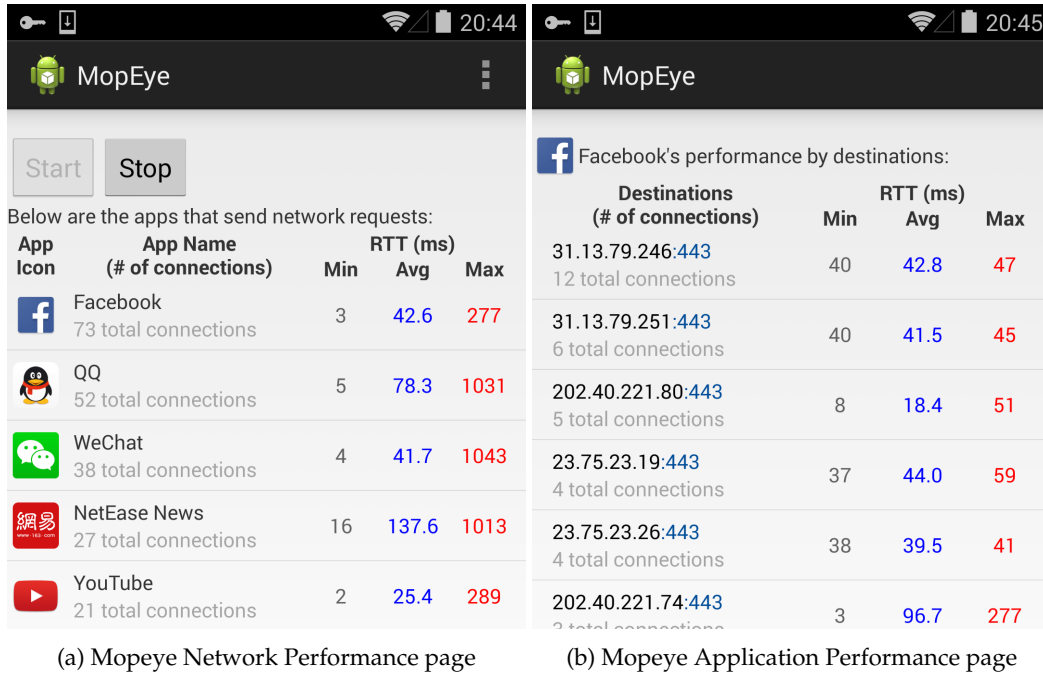 20:44
MopEye
Start Stop
Below are the apps that send network requests:
App App Name RTT (ms)
Icon (# of connections) Min Avg Max
Facebook
73 total connections 3 42.6 277
QQ
52 total connections 5 78.3 1031
WeChat
38 total connections 4 41.7 1043
網易
www·163·com
NetEase News
27 total connections 16 137.6 1013
YouTube
21 total connections 2 25.4 289
(a) Mopeye Network Performance page
20:45
MopEye
Facebook's performance by destinations:
Destinations RTT (ms)
(# of connections) Min Avg Max
31.13.79.246:443
12 total connections 40 42.8 47
31.13.79.251:443
6 total connections 40 41.5 45
202.40.221.80:443
5 total connections 8 18.4 51
23.75.23.19:443
4 total connections 37 44.0 59
23.75.23.26:443
4 total connections 38 39.5 41
202.40.221.74:443
3 total connections 3 96.7 277
(b) Mopeye Application Performance page